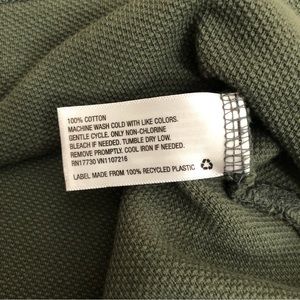 100% COTTON
MACHINE WASH COLD WITH LIKE COLORS.
GENTLE CYCLE. ONLY NON-CHLORINE
BLEACH IF NEEDED. TUMBLE DRY LOW.
REMOVE PROMPTLY. COOL IRON IF NEEDED.
RN17730 VN1107216
LABEL MADE FROM 100% RECYCLED PLASTIC